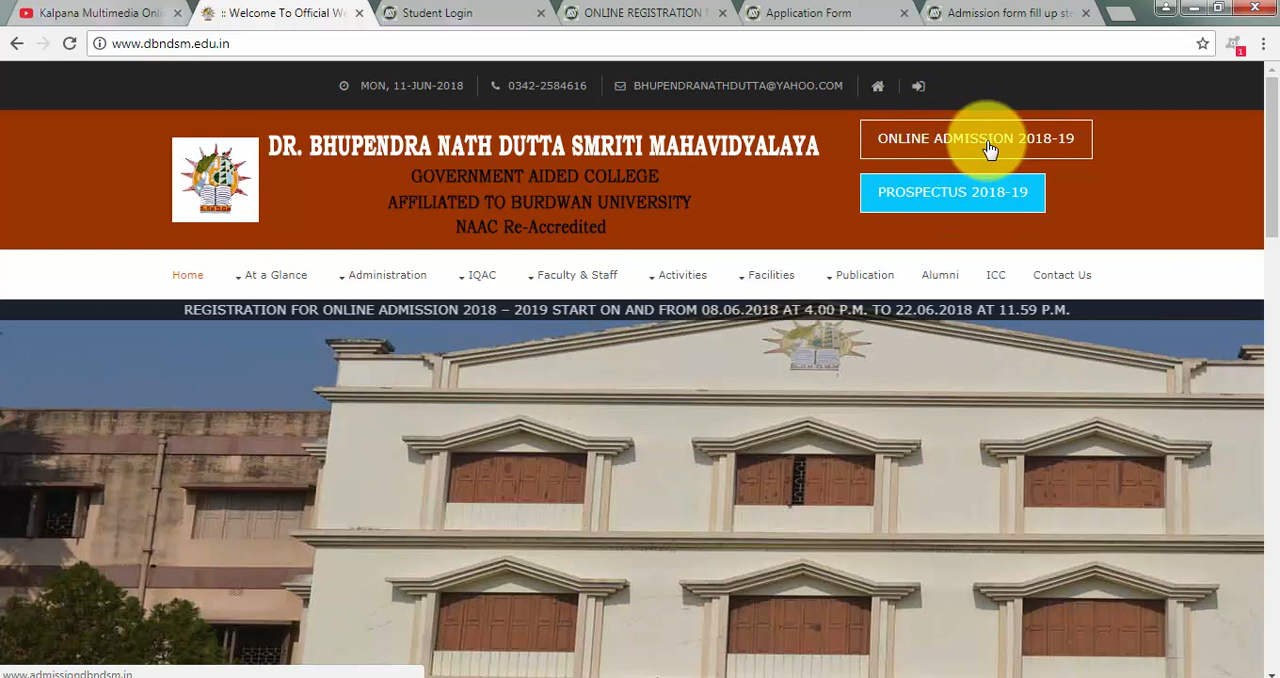 Kalpana Multimedia Onli
:: Welcome To Official We
Student Login
ONLINE REGISTRATION
Application Form
Admission form fill up ste
www.dbndsm.edu.in
1
MON, 11-JUN-2018
0342-2584616
BHUPENDRANATHDUTTA@YAHOO.COM
DR. BHUPENDRA NATH DUTTA SMRITI MAHAVIDYALAYA
GOVERNMENT AIDED COLLEGE
AFFILIATED TO BURDWAN UNIVERSITY
NAAC Re-Accredited
ONLINE ADMISSION 2018-19
PROSPECTUS 2018-19
Home At a Glance Administration IQAC Faculty & Staff Activities Facilities Publication Alumni ICC Contact Us
REGISTRATION FOR ONLINE ADMISSION 2018 – 2019 START ON AND FROM 08.06.2018 AT 4.00 P.M. TO 22.06.2018 AT 11.59 P.M.
www.admissiondbndsm.in